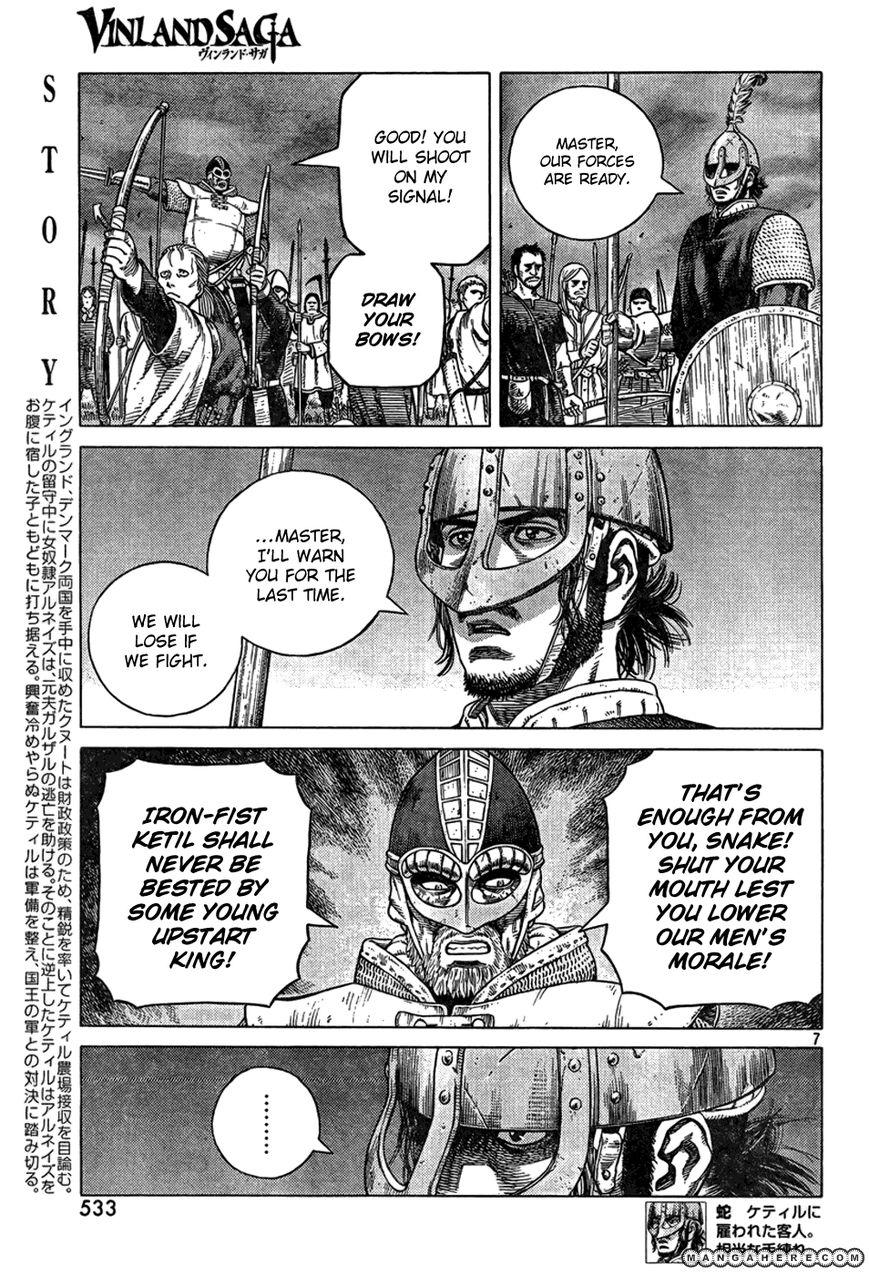 VINLAND SAGA
ヴィンランド・サガ
MASTER,
OUR FORCES
ARE READY.
GOOD! YOU
WILL SHOOT
ON MY
SIGNAL!
DRAW
YOUR
BOWS!
...MASTER,
I'LL WARN
YOU FOR THE
LAST TIME.
WE WILL
LOSE IF
WE FIGHT.
THAT'S
ENOUGH FROM
YOU, SNAKE!
SHUT YOUR
MOUTH LEST
YOU LOWER
OUR MEN'S
MORALE!
IRON-FIST
KETIL SHALL
NEVER BE
BESTED BY
SOME YOUNG
UPSTART
KING!
7
.........
STORY
イングランド、デンマーク両国を手中に収めたクヌートは財政政策のため、精鋭を率いてケティル農場接収を目論む。
ケティルの留守中に女奴隷アルネイズは、元夫ガルザルの逃亡を助ける。そのことに逆上したケティルはアルネイズを
お腹に宿した子どもともどもに打ち据える。興奮冷めやらぬケティルは軍備を整え、国王の軍との対決に踏み切る。
533
蛇 ケティルに
雇われた客人。
相当な手練れ
MANGAHERE.COM